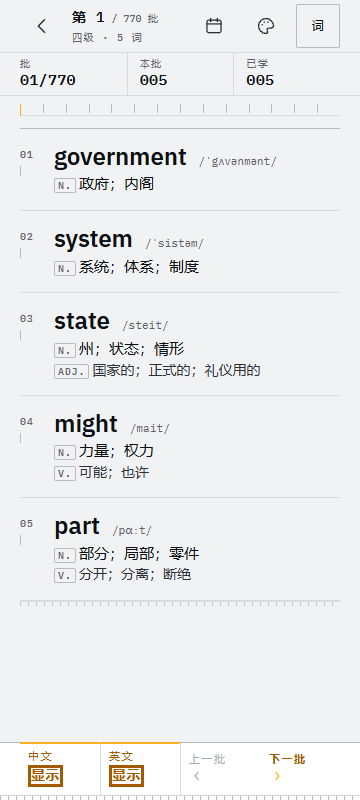 第 1 / 770 批
四级 · 5 词
词
批
01/770
本批
005
已学
005
01
government /ˈɡʌvənmənt/
N. 政府; 内阁
02
system /ˈsistəm/
N. 系统; 体系; 制度
03
state /steit/
N. 州; 状态; 情形
ADJ. 国家的; 正式的; 礼仪用的
04
might /mait/
N. 力量; 权力
V. 可能; 也许
05
part /pɑːt/
N. 部分; 局部; 零件
V. 分开; 分离; 断绝
中文
显示
英文
显示
上一批
下一批